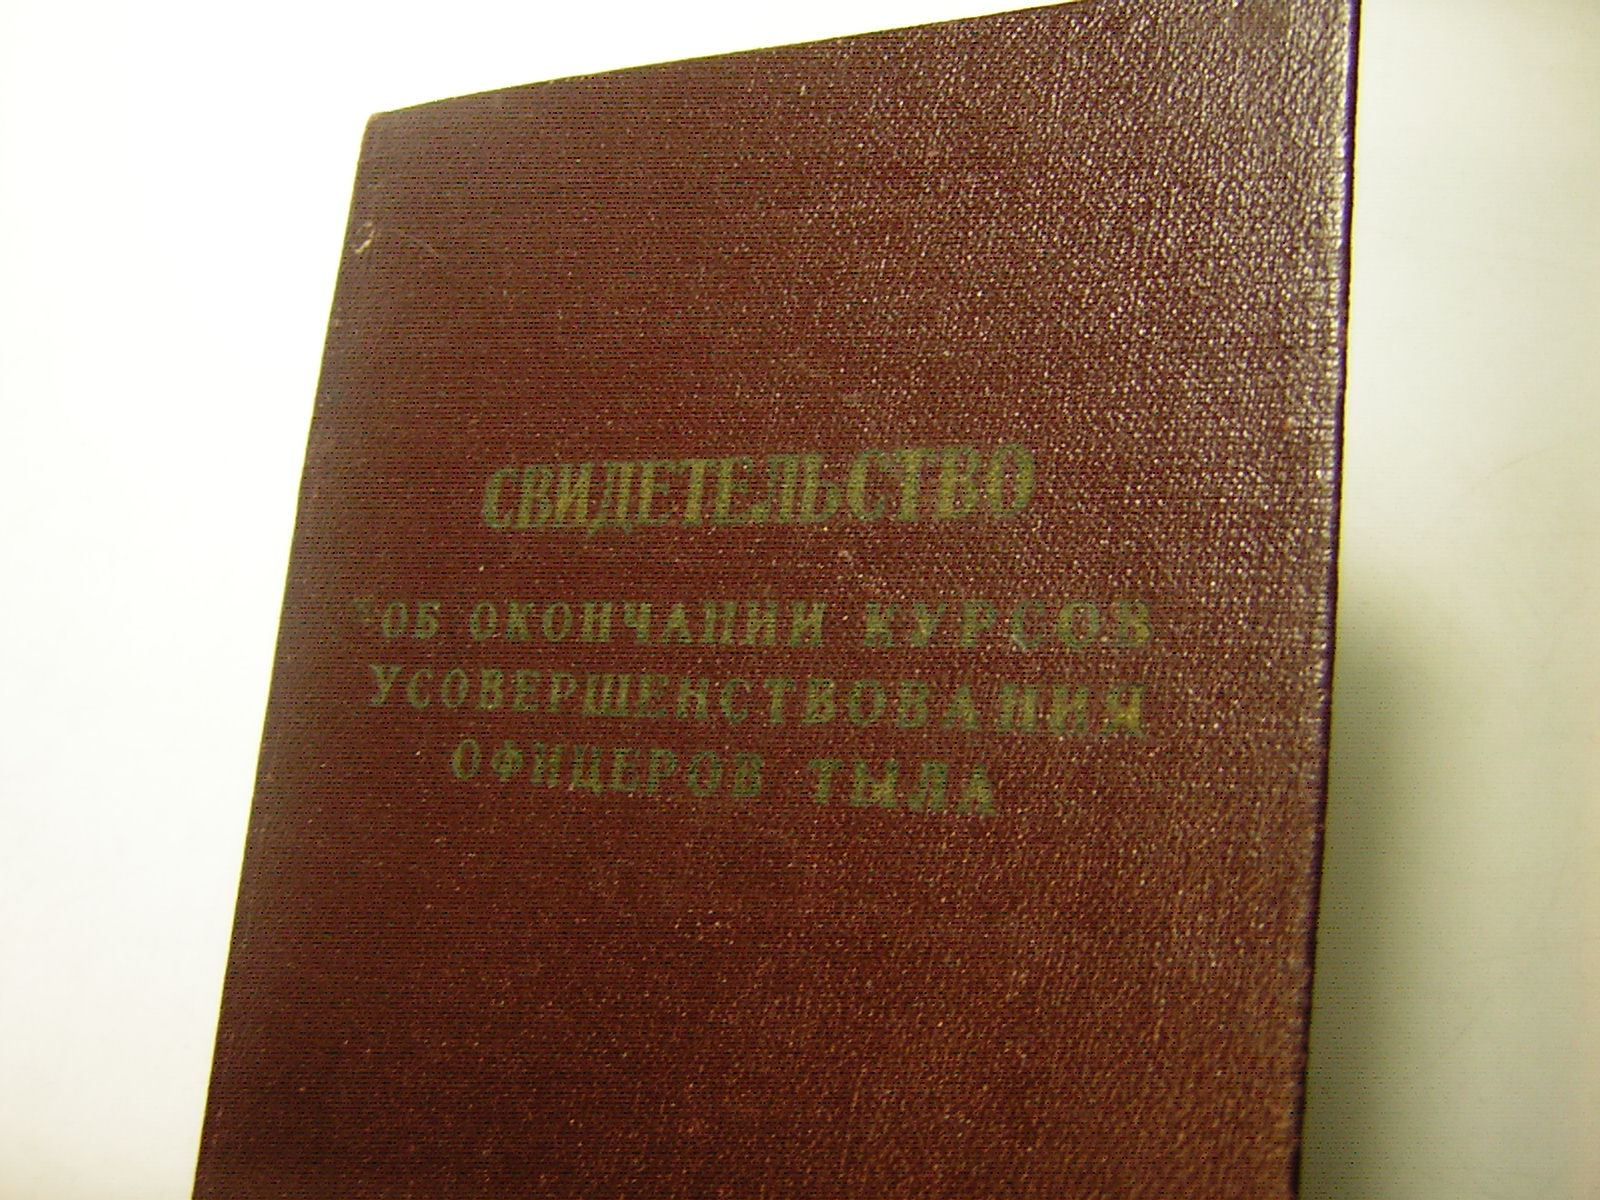 СВИДЕТЕЛЬСТВО
ОБ ОКОНЧАНИИ КУРСОВ
УСОВЕРШЕНСТВОВАНИЯ
ОФИЦЕРОВ ТЫЛА